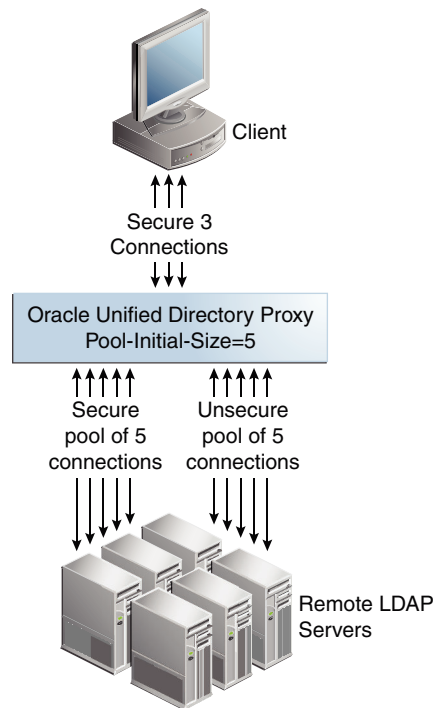 Client
Secure 3
Connections
Oracle Unified Directory Proxy
Pool-Initial-Size=5
Secure
pool of 5
connections
Unsecure
pool of 5
connections
Remote LDAP
Servers